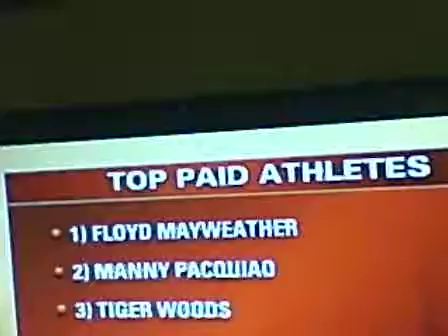 TOP PAID ATHLETES
• 1) FLOYD MAYWEATHER
• 2) MANNY PACQUIAO
• 3) TIGER WOODS